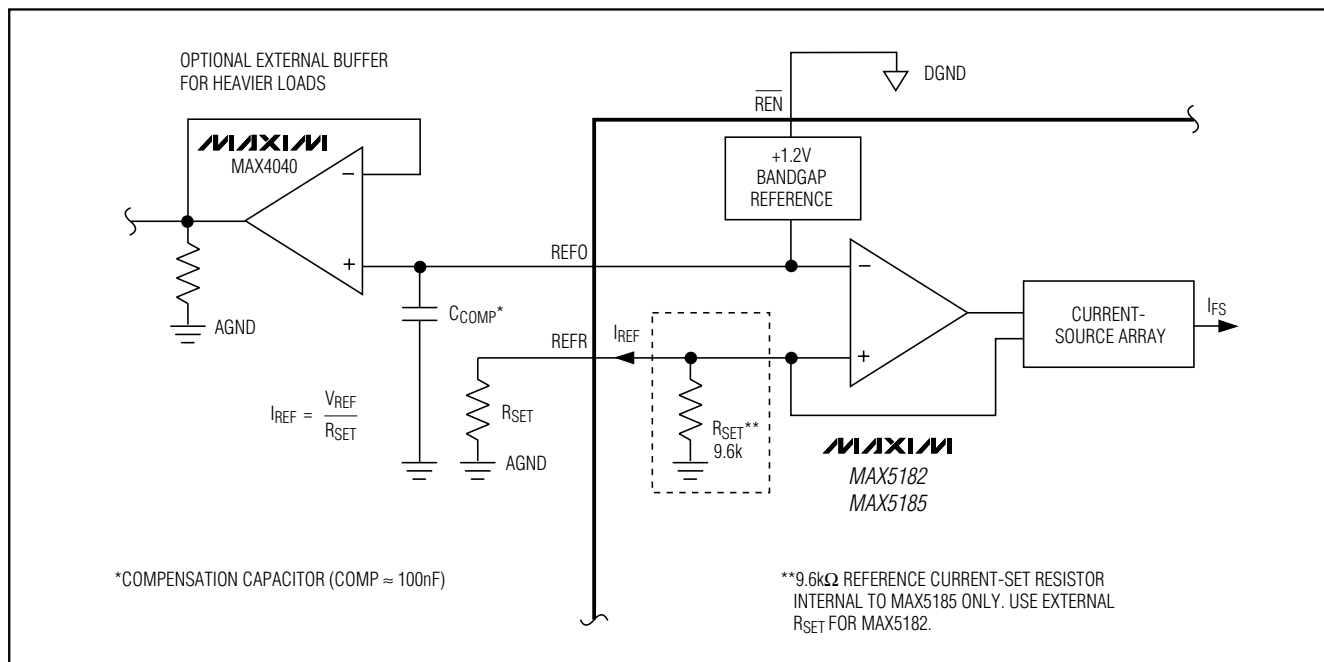 OPTIONAL EXTERNAL BUFFER
FOR HEAVIER LOADS
MAXIM
MAX4040
−
+
AGND
REN
DGND
+1.2V
BANDGAP
REFERENCE
REFO
CCOMP*
REFR
IREF
RSET
AGND
IREF = VREF
RSET
RSET**
9.6k
−
+
CURRENT-
SOURCE ARRAY
IFS
MAXIM
MAX5182
MAX5185
*COMPENSATION CAPACITOR (COMP ≈ 100nF)
**9.6kΩ REFERENCE CURRENT-SET RESISTOR
INTERNAL TO MAX5185 ONLY. USE EXTERNAL
RSET FOR MAX5182.